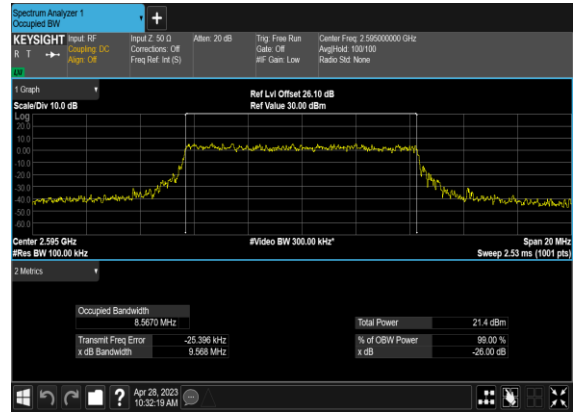 Spectrum Analyzer 1
Occupied BW
+
KEYSIGHT
R T
Input: RF
Coupling: DC
Align: Off
Input Z: 50 Ω
Corrections: Off
Freq Ref: Int (S)
Atten: 20 dB
Trig: Free Run
Gate: Off
#IF Gain: Low
Center Freq: 2.595000000 GHz
Avg|Hold: 100/100
Radio Std: None
1 Graph
Scale/Div 10.0 dB
Ref Lvl Offset 26.10 dB
Ref Value 30.00 dBm
Log
20.0
10.0
0.00
-10.0
-20.0
-30.0
-40.0
-50.0
-60.0
Center 2.595 GHz
#Video BW 300.00 kHz*
Span 20 MHz
#Res BW 100.00 kHz
Sweep 2.53 ms (1001 pts)
2 Metrics
Occupied Bandwidth
8.5670 MHz
Total Power 21.4 dBm
Transmit Freq Error -25.396 kHz
% of OBW Power 99.00 %
x dB Bandwidth 9.568 MHz
x dB -26.00 dB
?
Apr 28, 2023
10:32:19 AM